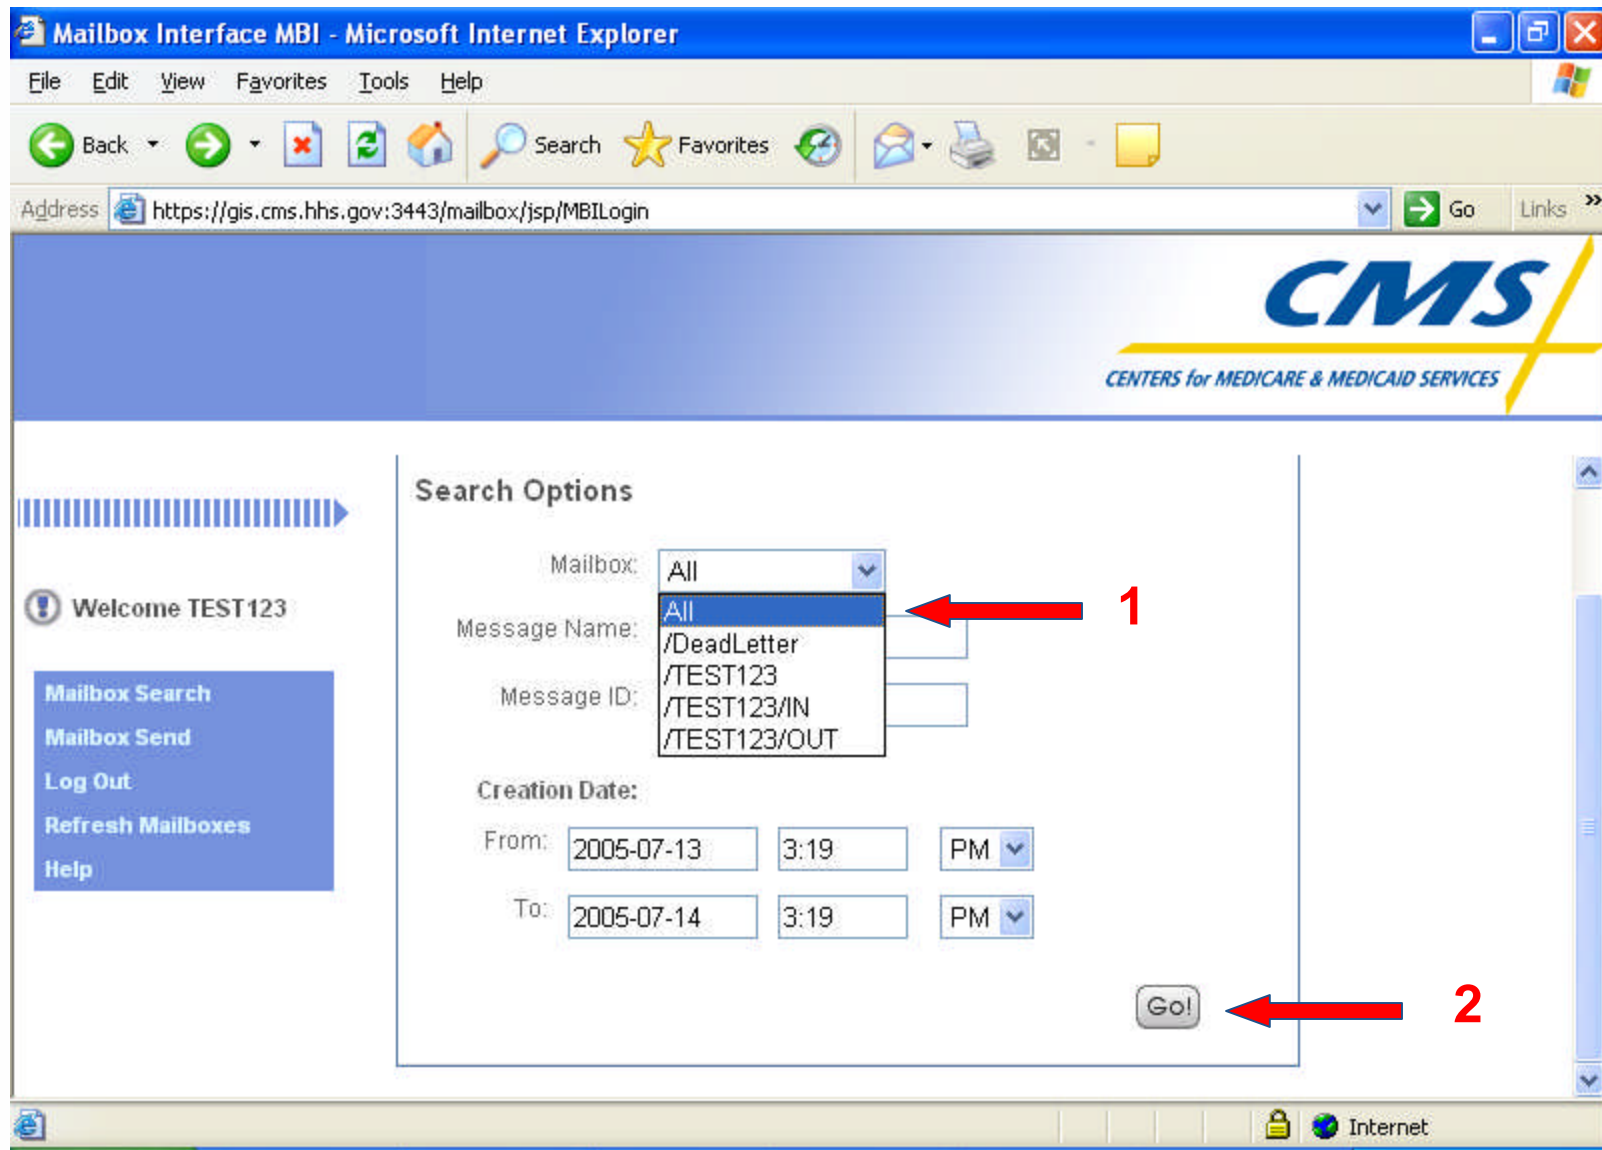 Mailbox Interface MBI - Microsoft Internet Explorer
File Edit View Favorites Tools Help
Back Search Favorites
Address https://gis.cms.hhs.gov:3443/mailbox/jsp/MBILogin Go Links »
CMS
CENTERS for MEDICARE & MEDICAID SERVICES
Search Options
Mailbox: All
All 1
Welcome TEST123
Message Name:
/DeadLetter
/TEST123
Mailbox Search
Message ID:
/TEST123/IN
Mailbox Send
/TEST123/OUT
Log Out
Creation Date:
Refresh Mailboxes
From: 2005-07-13 3:19 PM
Help
To: 2005-07-14 3:19 PM
Go! 2
Internet